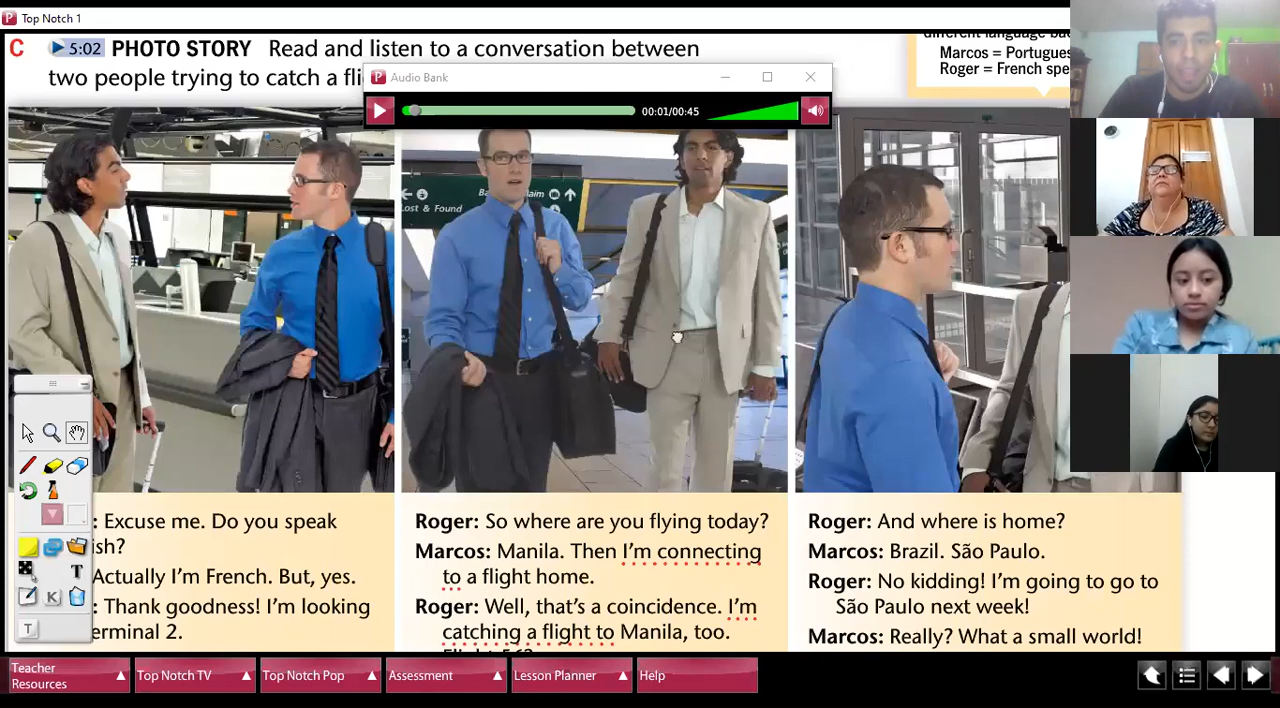 Top Notch 1
C 5:02 PHOTO STORY Read and listen to a conversation between
two people trying to catch a fli
different language bac
Marcos = Portugues
Roger = French spe
Audio Bank
00:01/00:45
Lost & Found
Ba aim
: Excuse me. Do you speak
ish?
Actually I'm French. But, yes.
: Thank goodness! I'm looking
erminal 2.
Roger: So where are you flying today?
Marcos: Manila. Then I'm connecting
to a flight home.
Roger: Well, that's a coincidence. I'm
catching a flight to Manila, too.
Roger: And where is home?
Marcos: Brazil. São Paulo.
Roger: No kidding! I'm going to go to
São Paulo next week!
Marcos: Really? What a small world!
T
K
T
Teacher
Resources
Top Notch TV
Top Notch Pop
Assessment
Lesson Planner
Help